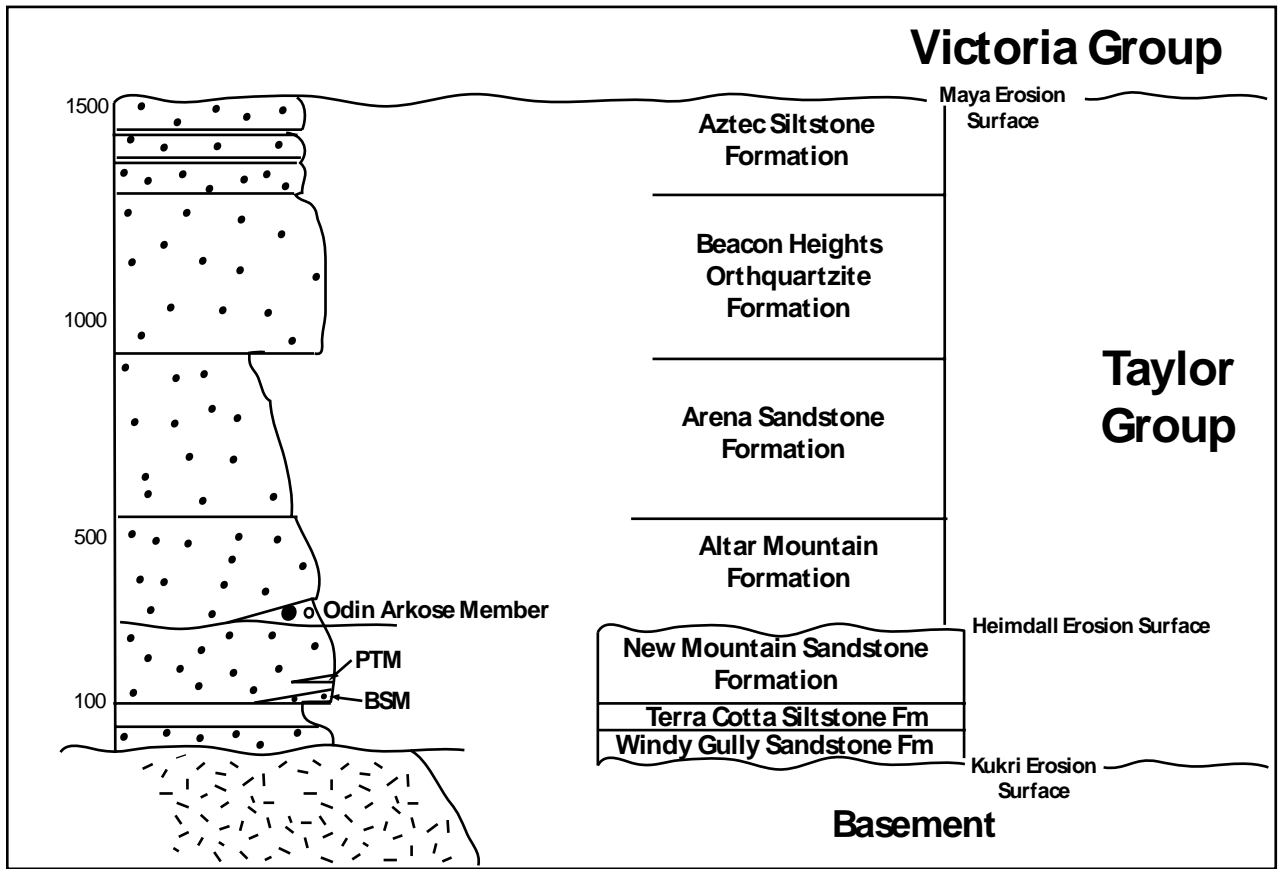 Victoria Group
1500
Maya Erosion
Surface
Aztec Siltstone
Formation
Beacon Heights
Orthquartzite
Formation
1000
Taylor
Group
Arena Sandstone
Formation
500
Altar Mountain
Formation
Odin Arkose Member
Heimdall Erosion Surface
New Mountain Sandstone
Formation
PTM
100
BSM
Terra Cotta Siltstone Fm
Windy Gully Sandstone Fm
Kukri Erosion
Surface
Basement